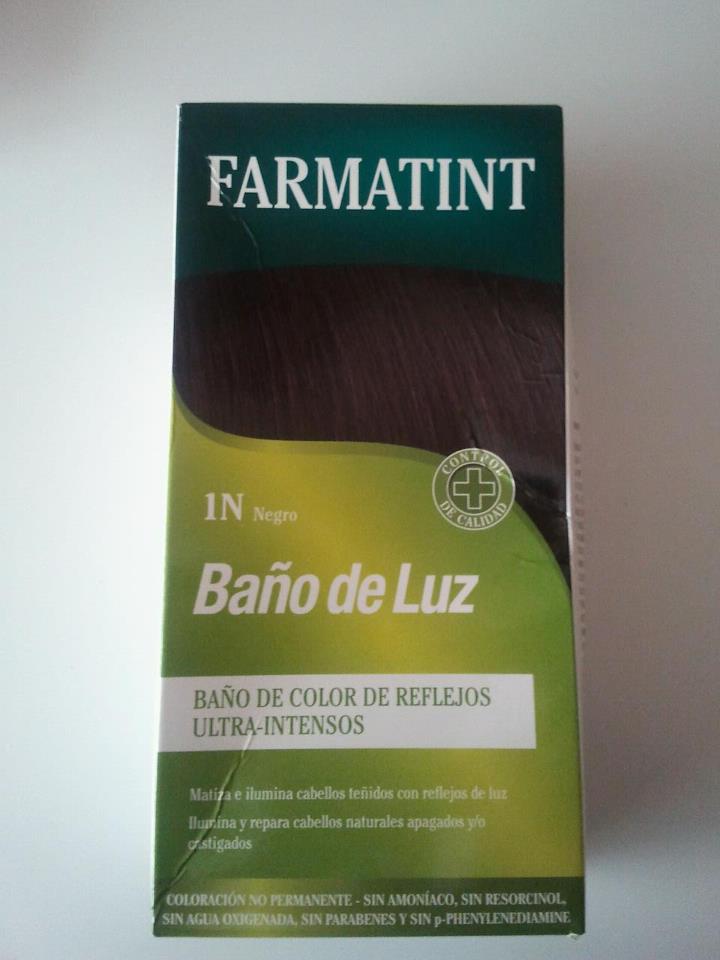 FARMATINT
CONTROL
DE CALIDAD
1N Negro
Baño de Luz
BAÑO DE COLOR DE REFLEJOS
ULTRA-INTENSOS
Matiza e ilumina cabellos teñidos con reflejos de luz
Ilumina y repara cabellos naturales apagados y/o
castigados
COLORACIÓN NO PERMANENTE - SIN AMONÍACO, SIN RESORCINOL,
SIN AGUA OXIGENADA, SIN PARABENES Y SIN p-PHENYLENEDIAMINE